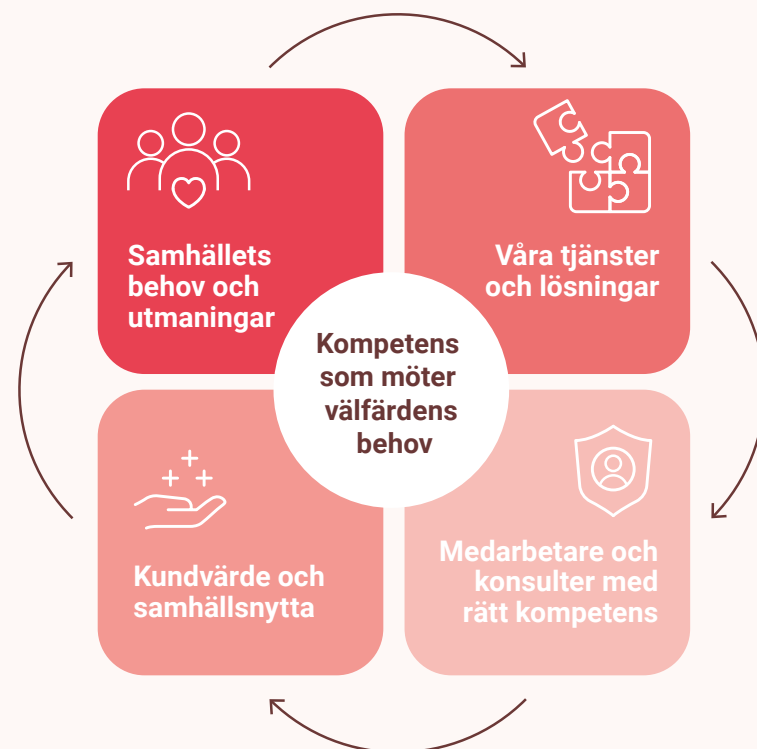 Samhällets
behov och
utmaningar
Våra tjänster
och lösningar
Kompetens
som möter
välfärdens
behov
Kundvärde och
samhällsnytta
Medarbetare och
konsulter med
rätt kompetens